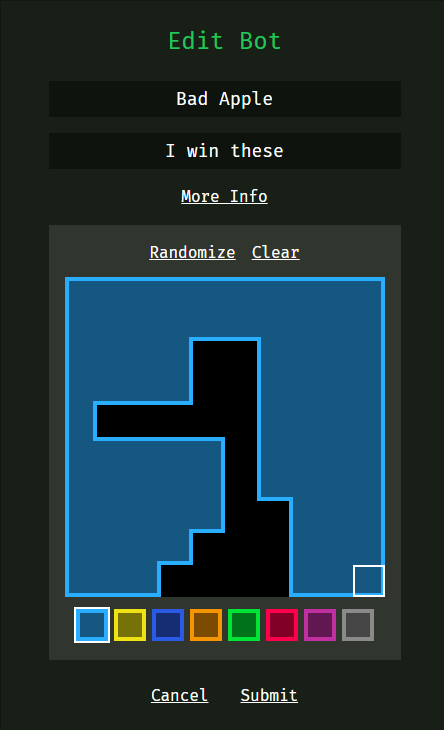 Edit Bot
Bad Apple
I win these
More Info
Randomize Clear
Cancel Submit